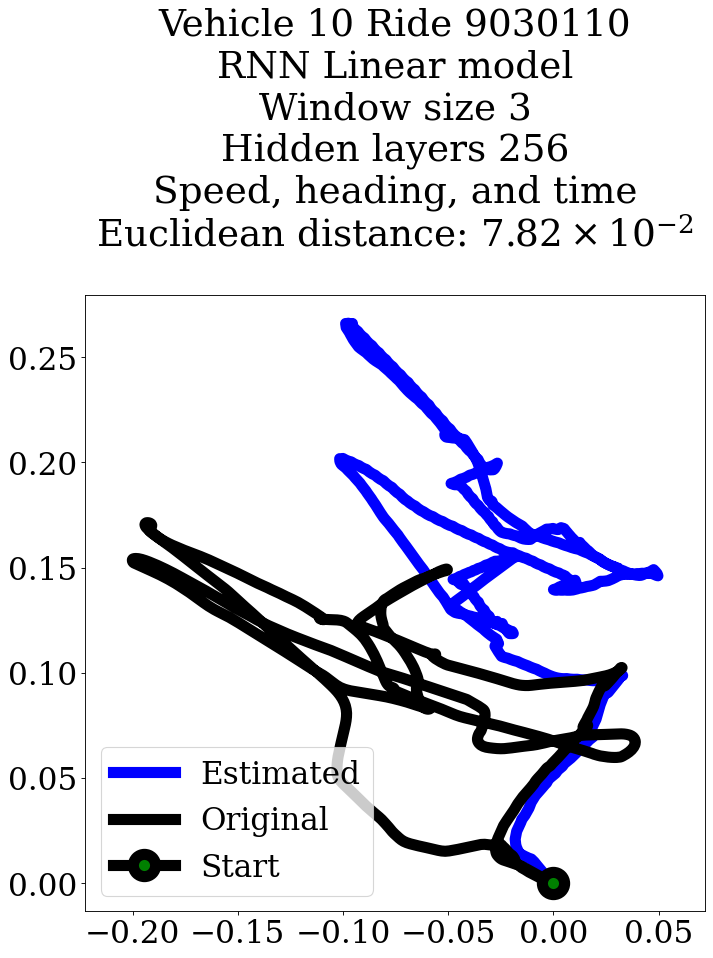 Vehicle 10 Ride 9030110
RNN Linear model
Window size 3
Hidden layers 256
Speed, heading, and time
Euclidean distance: 7.82 × 10⁻²
0.25
0.20
0.15
0.10
0.05
0.00
Estimated
Original
Start
−0.20 −0.15 −0.10 −0.05 0.00 0.05